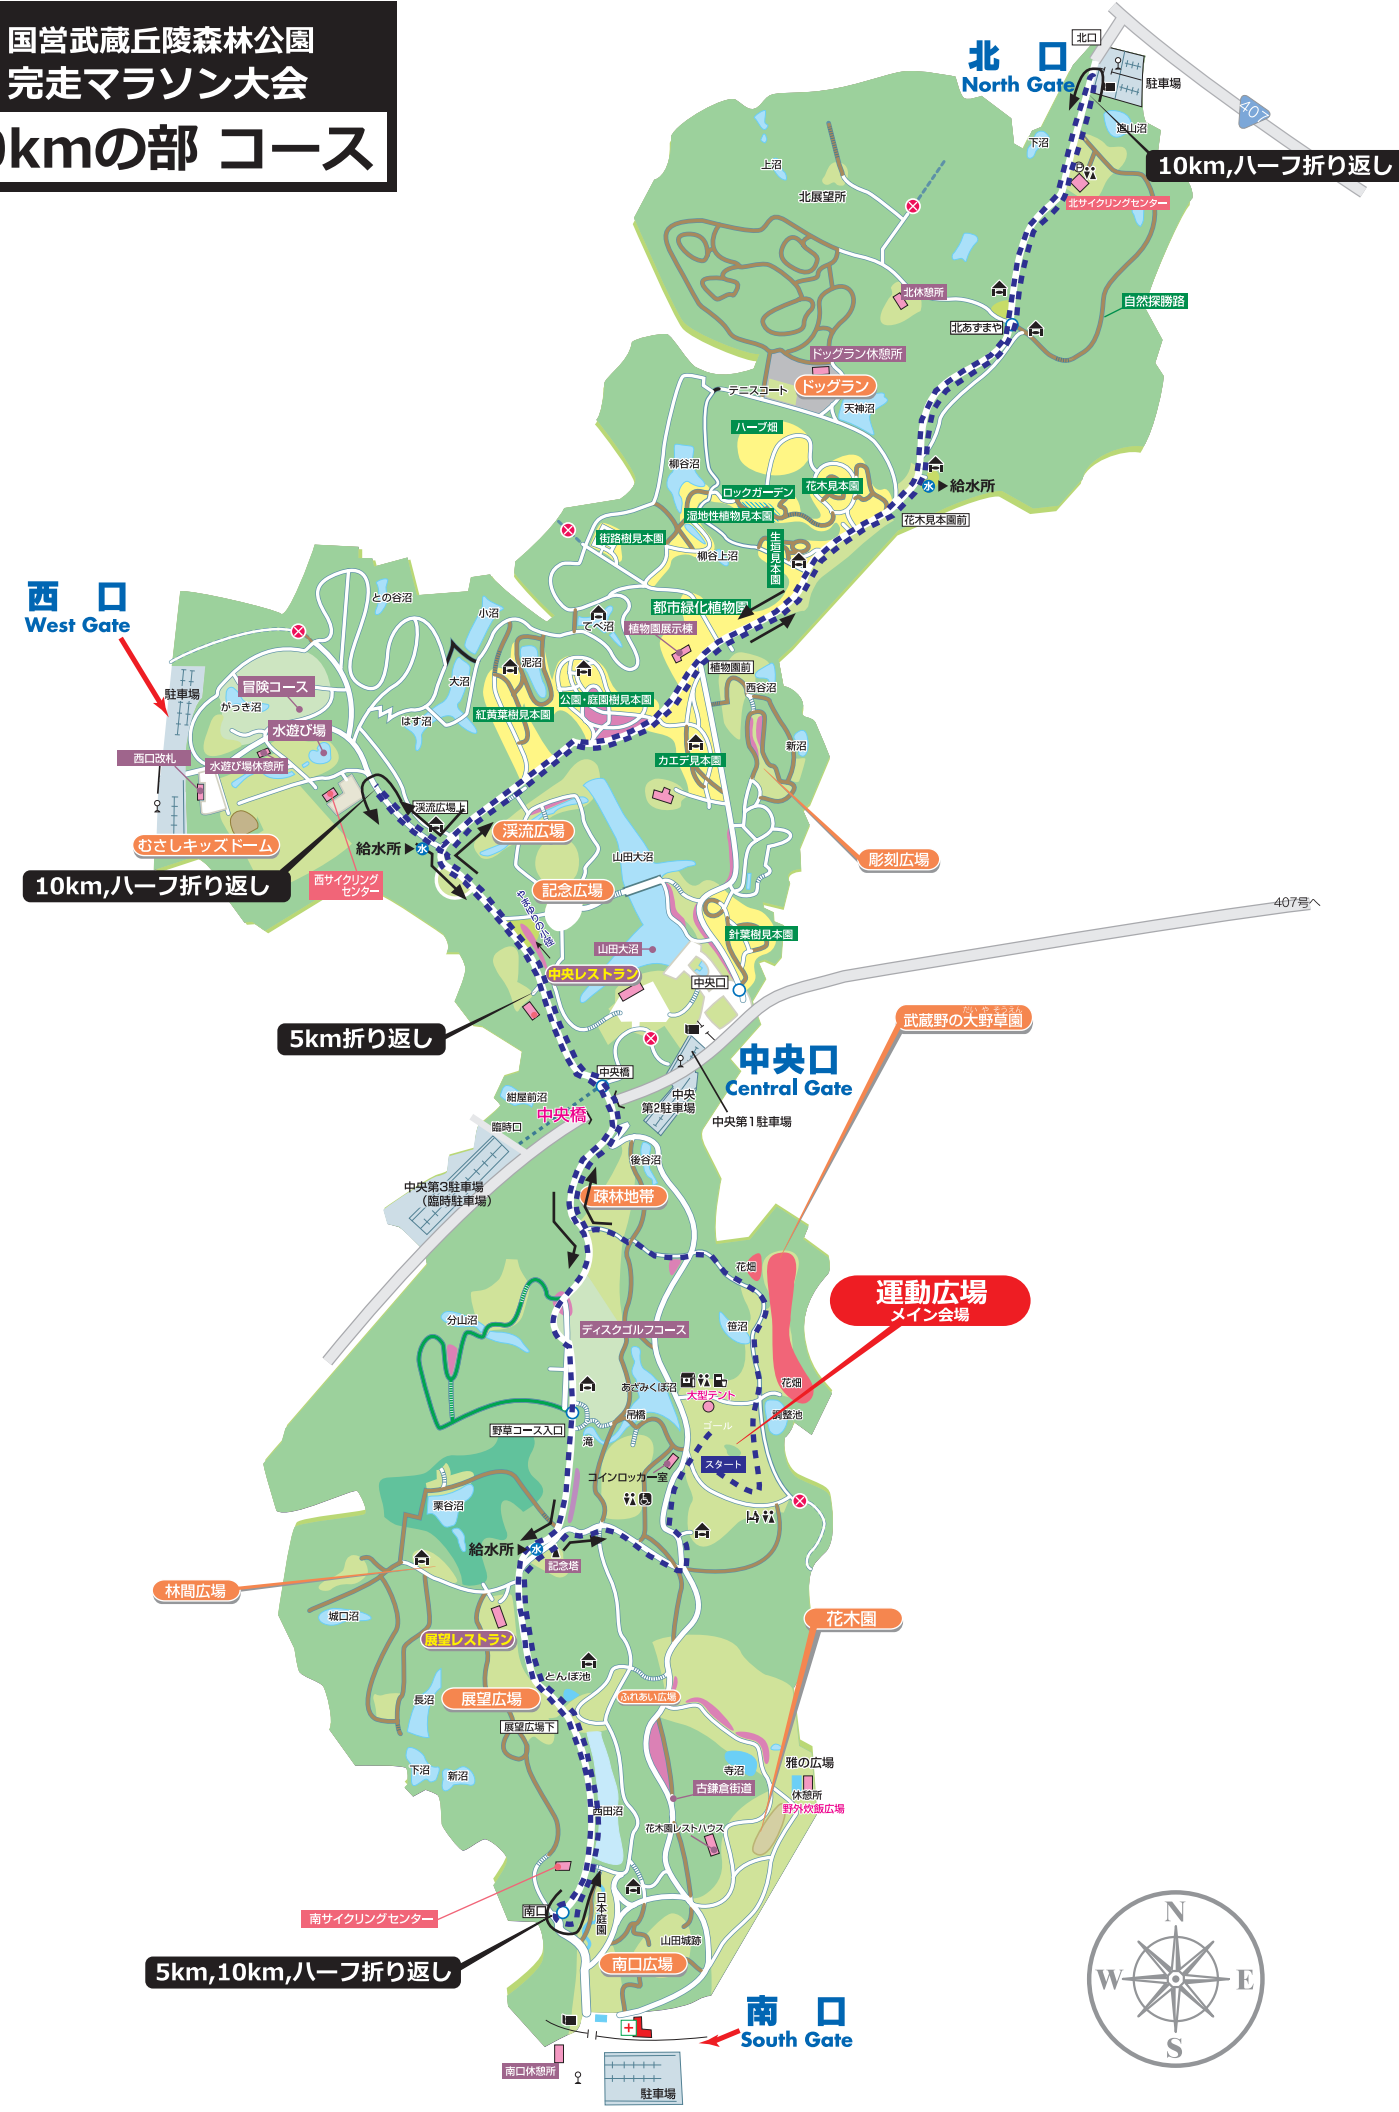 国営武蔵丘陵森林公園
完走マラソン大会
0kmの部 コース
北口
北 口
North Gate
駐車場
407
追山沼
下沼
10km,ハーフ折り返し
上沼
北展望所
北サイクリングセンター
北休憩所
自然探勝路
北あずまや
ドッグラン休憩所
ドッグラン
テニスコート
天神沼
ハーブ畑
柳谷沼
ロックガーデン
花木見本園
水
給水所
湿地性植物見本園
花木見本園前
街路樹見本園
生垣見本園
柳谷上沼
西 口
West Gate
との谷沼
小沼
てべ沼
都市緑化植物園
植物園展示棟
泥沼
植物園前
大沼
西谷沼
駐車場
冒険コース
がっき沼
公園・庭園樹見本園
紅黄葉樹見本園
はす沼
水遊び場
新沼
西口改札
水遊び場休憩所
カエデ見本園
渓流広場上
渓流広場
むさしキッズドーム
給水所
水
山田大沼
彫刻広場
10km,ハーフ折り返し
西サイクリング
センター
記念広場
やまゆりの小径
407号へ
針葉樹見本園
山田大沼
中央レストラン
中央口
武蔵野の大野草園
だいやそうえん
5km折り返し
中央口
Central Gate
中央橋
紺屋前沼
中央
第2駐車場
中央橋
中央第1駐車場
臨時口
後谷沼
中央第3駐車場
(臨時駐車場)
疎林地帯
花畑
運動広場
メイン会場
分山沼
笹沼
ディスクゴルフコース
あざみくぼ沼
大型テント
花畑
吊橋
ゴール
調整池
野草コース入口
滝
スタート
コインロッカー室
栗谷沼
給水所
水
記念塔
林間広場
城口沼
花木園
展望レストラン
とんぼ池
長沼
展望広場
ふれあい広場
展望広場下
下沼
新沼
寺沼
雅の広場
古鎌倉街道
休憩所
野外炊飯広場
西田沼
花木園レストハウス
南口
日本庭園
南サイクリングセンター
山田城跡
5km,10km,ハーフ折り返し
南口広場
N
W
E
S
南 口
South Gate
南口休憩所
駐車場